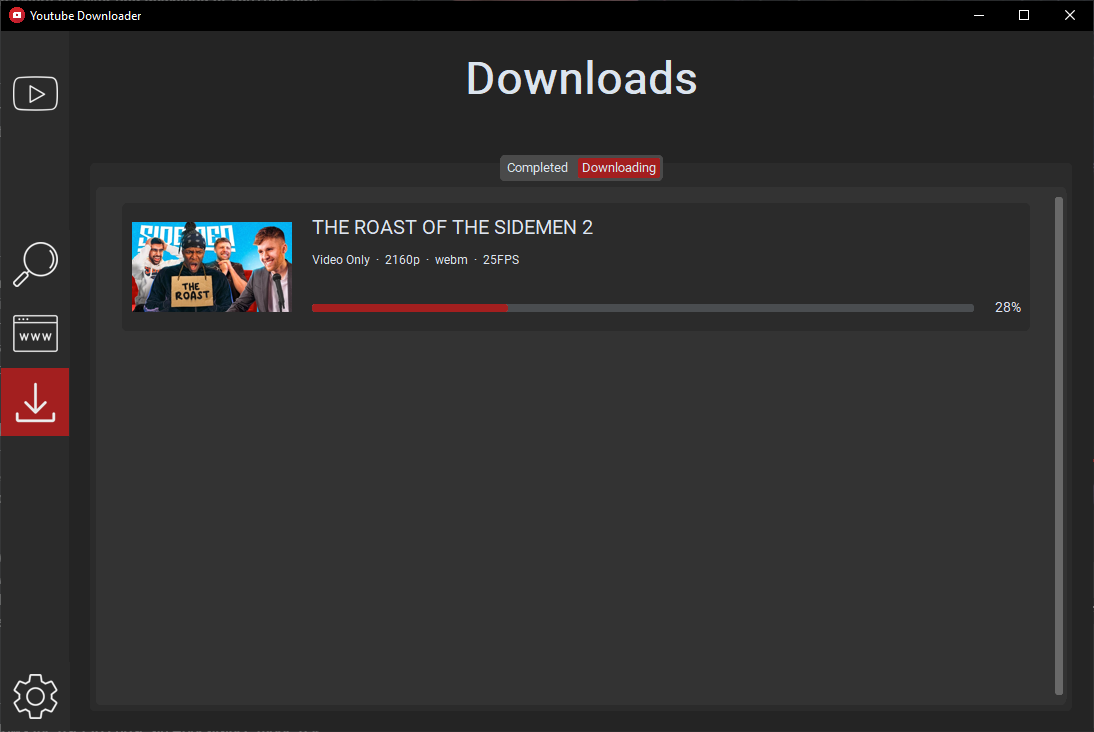 Youtube Downloader
Downloads
Completed Downloading
THE ROAST OF THE SIDEMEN 2
Video Only · 2160p · webm · 25FPS
28%
SIDEMEN
THE
ROAST
www